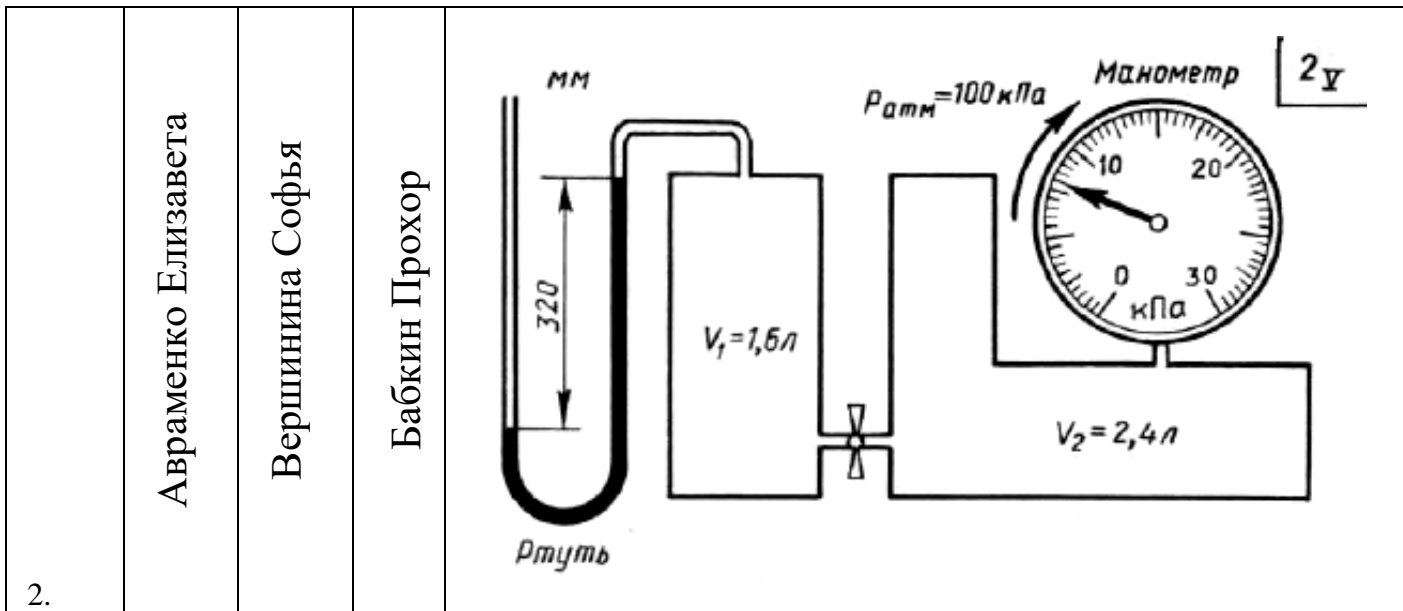 2.
Авраменко Елизавета
Вершинина Софья
Бабкин Прохор
мм
320
Ртуть
V₁=1,6л
Pатм=100кПа
Манометр
2V
10
20
0
30
кПа
V₂=2,4л